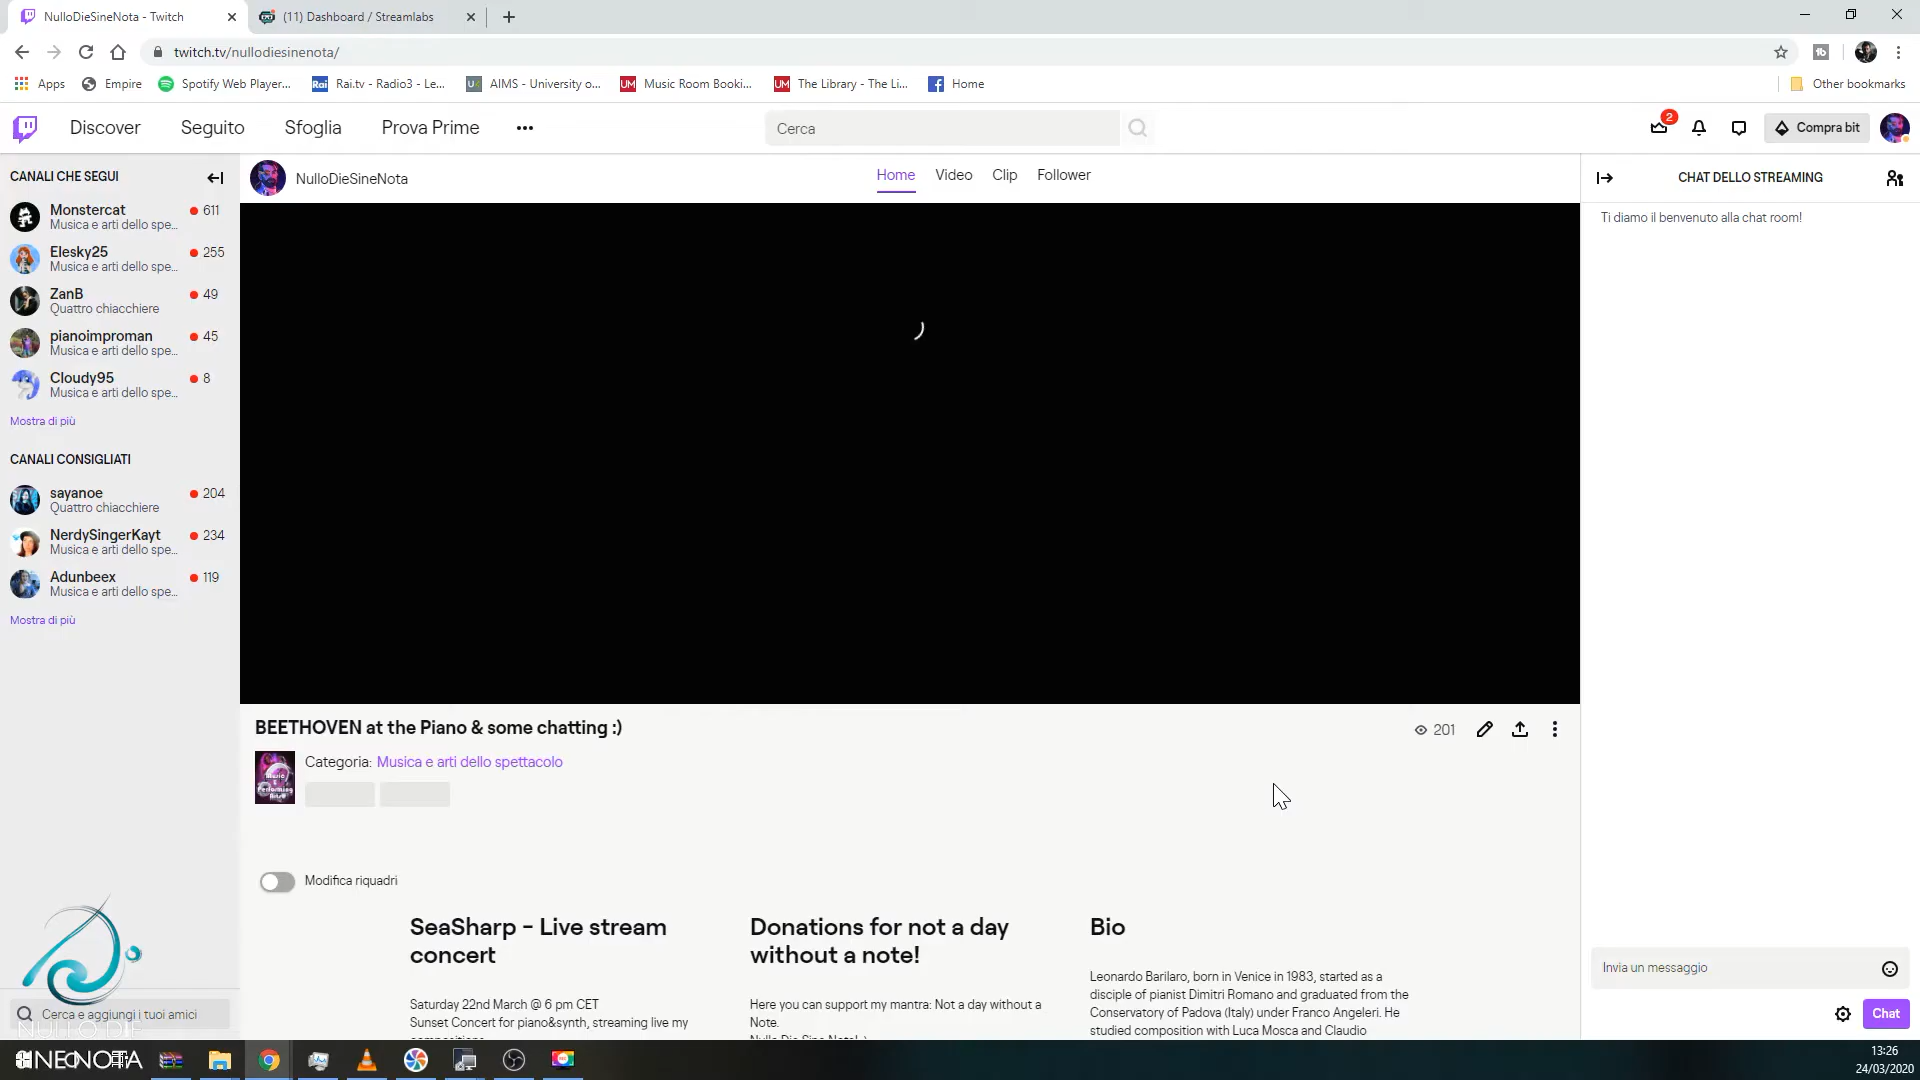 NulloDieSineNota - Twitch
(11) Dashboard / Streamlabs
twitch.tv/nullodiesinenota/
Apps
Empire
Spotify Web Player...
Rai.tv - Radio3 - Le...
AIMS - University o...
Music Room Booki...
The Library - The Li...
Home
Other bookmarks
Discover
Seguito
Sfoglia
Prova Prime
Cerca
2
Compra bit
CANALI CHE SEGUI
Monstercat
611
Musica e arti dello spe...
Elesky25
255
Musica e arti dello spe...
ZanB
49
Quattro chiacchiere
pianoimproman
45
Musica e arti dello spe...
Cloudy95
8
Musica e arti dello spe...
Mostra di più
CANALI CONSIGLIATI
sayanoe
204
Quattro chiacchiere
NerdySingerKayt
234
Musica e arti dello spe...
Adunbeex
119
Musica e arti dello spe...
Mostra di più
Cerca e aggiungi i tuoi amici
NULLO DIE
SINE NOTA
NulloDieSineNota
Home
Video
Clip
Follower
BEETHOVEN at the Piano & some chatting :)
201
Categoria: Musica e arti dello spettacolo
Music & Performing Arts
Modifica riquadri
SeaSharp - Live stream
concert
Saturday 22nd March @ 6 pm CET
Sunset Concert for piano&synth, streaming live my
Donations for not a day
without a note!
Here you can support my mantra: Not a day without a
Note.
Bio
Leonardo Barilaro, born in Venice in 1983, started as a
disciple of pianist Dimitri Romano and graduated from the
Conservatory of Padova (Italy) under Franco Angeleri. He
studied composition with Luca Mosca and Claudio
CHAT DELLO STREAMING
Ti diamo il benvenuto alla chat room!
Invia un messaggio
Chat
13:26
24/03/2020